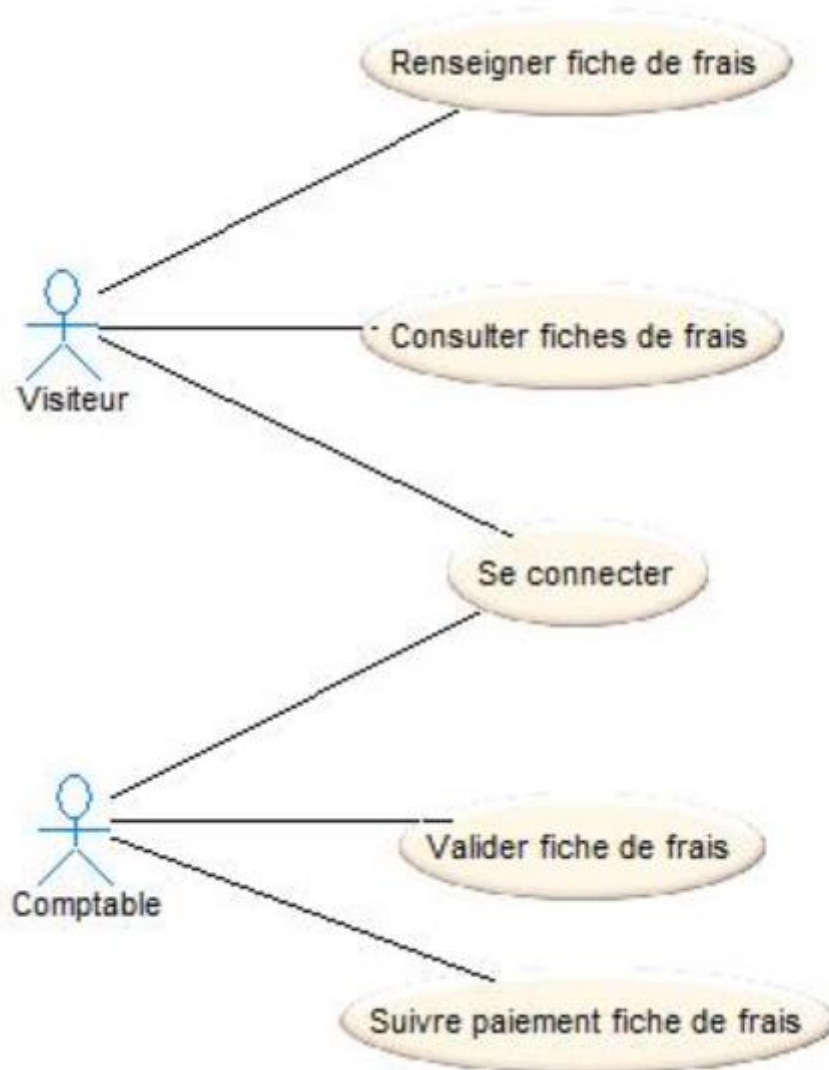 Renseigner fiche de frais
Consulter fiches de frais
Visiteur
Se connecter
Valider fiche de frais
Comptable
Suivre paiement fiche de frais